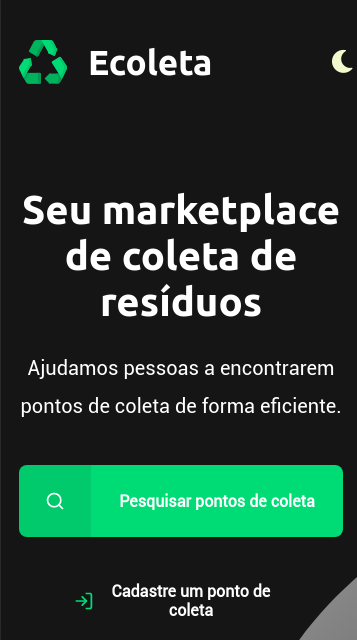 Ecoleta
Seu marketplace
de coleta de
resíduos
Ajudamos pessoas a encontrarem
pontos de coleta de forma eficiente.
Pesquisar pontos de coleta
Cadastre um ponto de
coleta